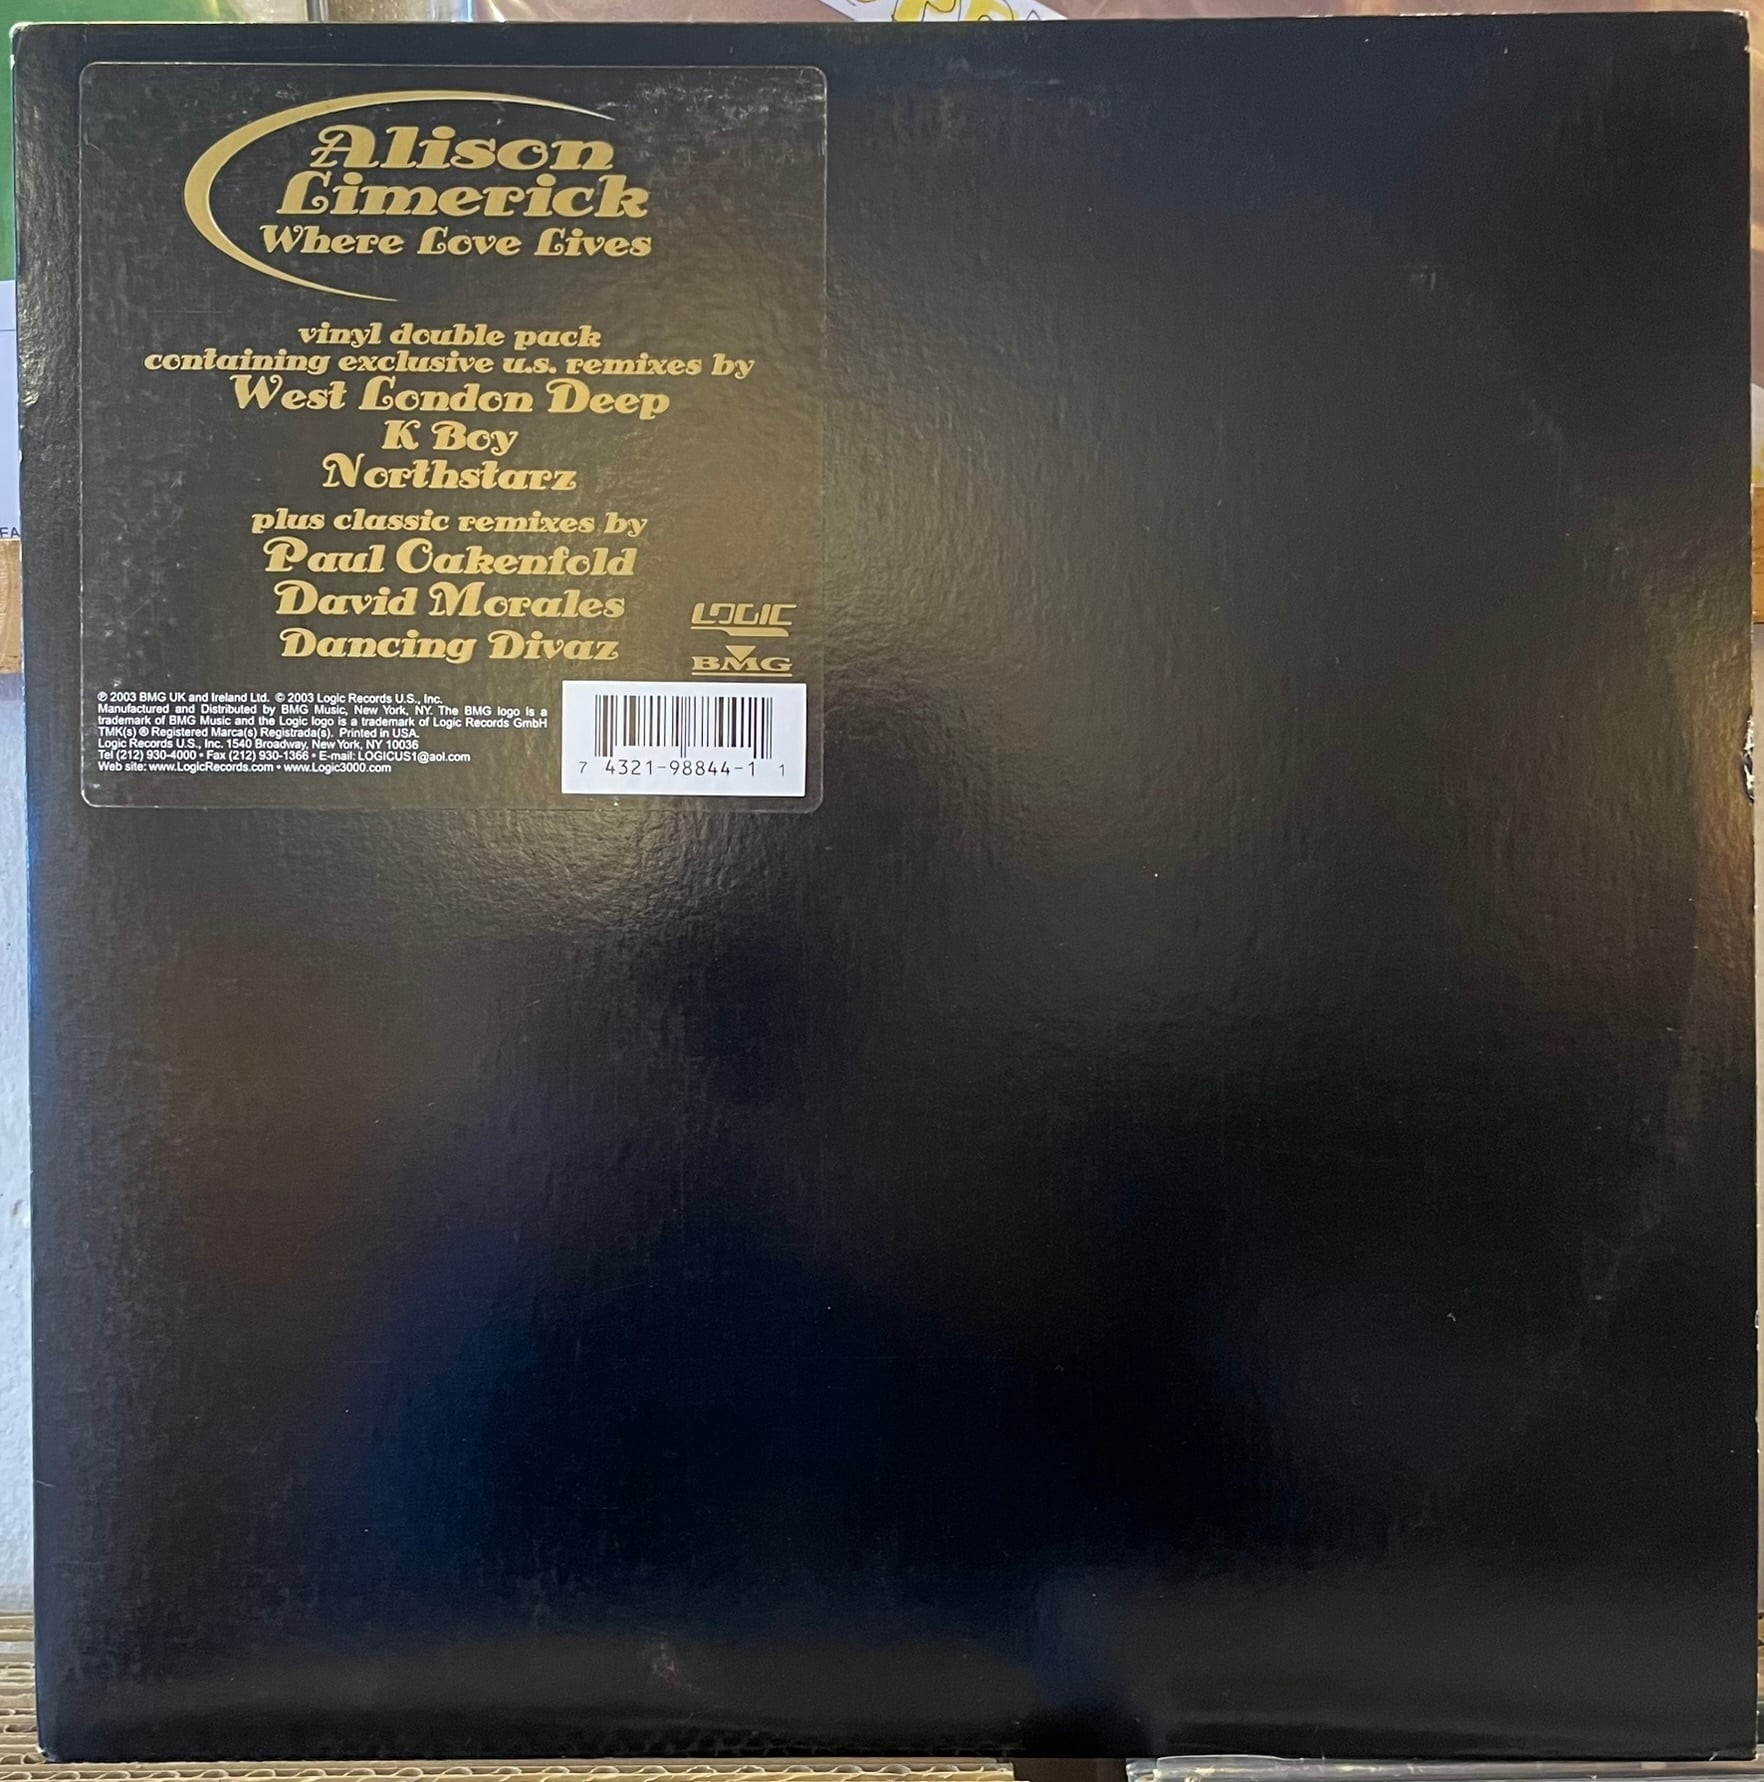 Alison
Limerick
Where Love Lives
vinyl double pack
containing exclusive u.s. remixes by
West London Deep
K Boy
Northstarz
plus classic remixes by
Paul Oakenfold
David Morales
Dancing Divaz
LOGIC
BMG
℗ 2003 BMG UK and Ireland Ltd. © 2003 Logic Records U.S., Inc.
Manufactured and Distributed by BMG Music, New York, NY. The BMG logo is a
trademark of BMG Music and the Logic logo is a trademark of Logic Records GmbH
TMK(s) ® Registered Marca(s) Registrada(s). Printed in USA.
Logic Records U.S., Inc. 1540 Broadway, New York, NY 10036
Tel (212) 930-4000 • Fax (212) 930-1366 • E-mail: LOGICUS1@aol.com
Web site: www.LogicRecords.com • www.Logic3000.com
7 4321-98844-1 1
FA